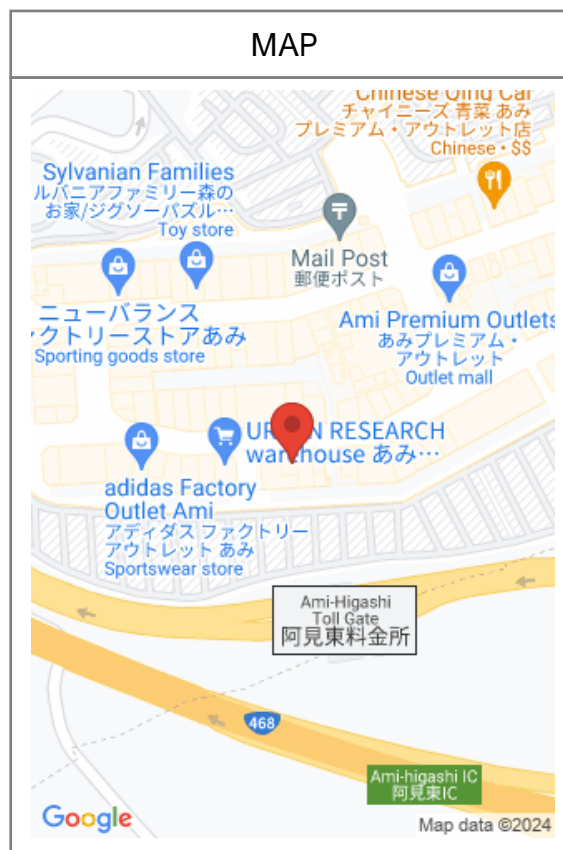 MAP
Chinese Qing Cai
チャイニーズ 青菜 あみ
プレミアム・アウトレット店
Chinese • $$
Sylvanian Families
ルバニアファミリー森の
お家/ジグソーパズル…
Toy store
Mail Post
郵便ポスト
ニューバランス
ァクトリーストアあみ
Sporting goods store
Ami Premium Outlets
あみプレミアム・
アウトレット
Outlet mall
RESEARCH
warehouse あみ…
adidas Factory
Outlet Ami
アディダス ファクトリー
アウトレット あみ
Sportswear store
Ami-Higashi
Toll Gate
阿見東料金所
468
Ami-higashi IC
阿見東IC
Google
Map data ©2024